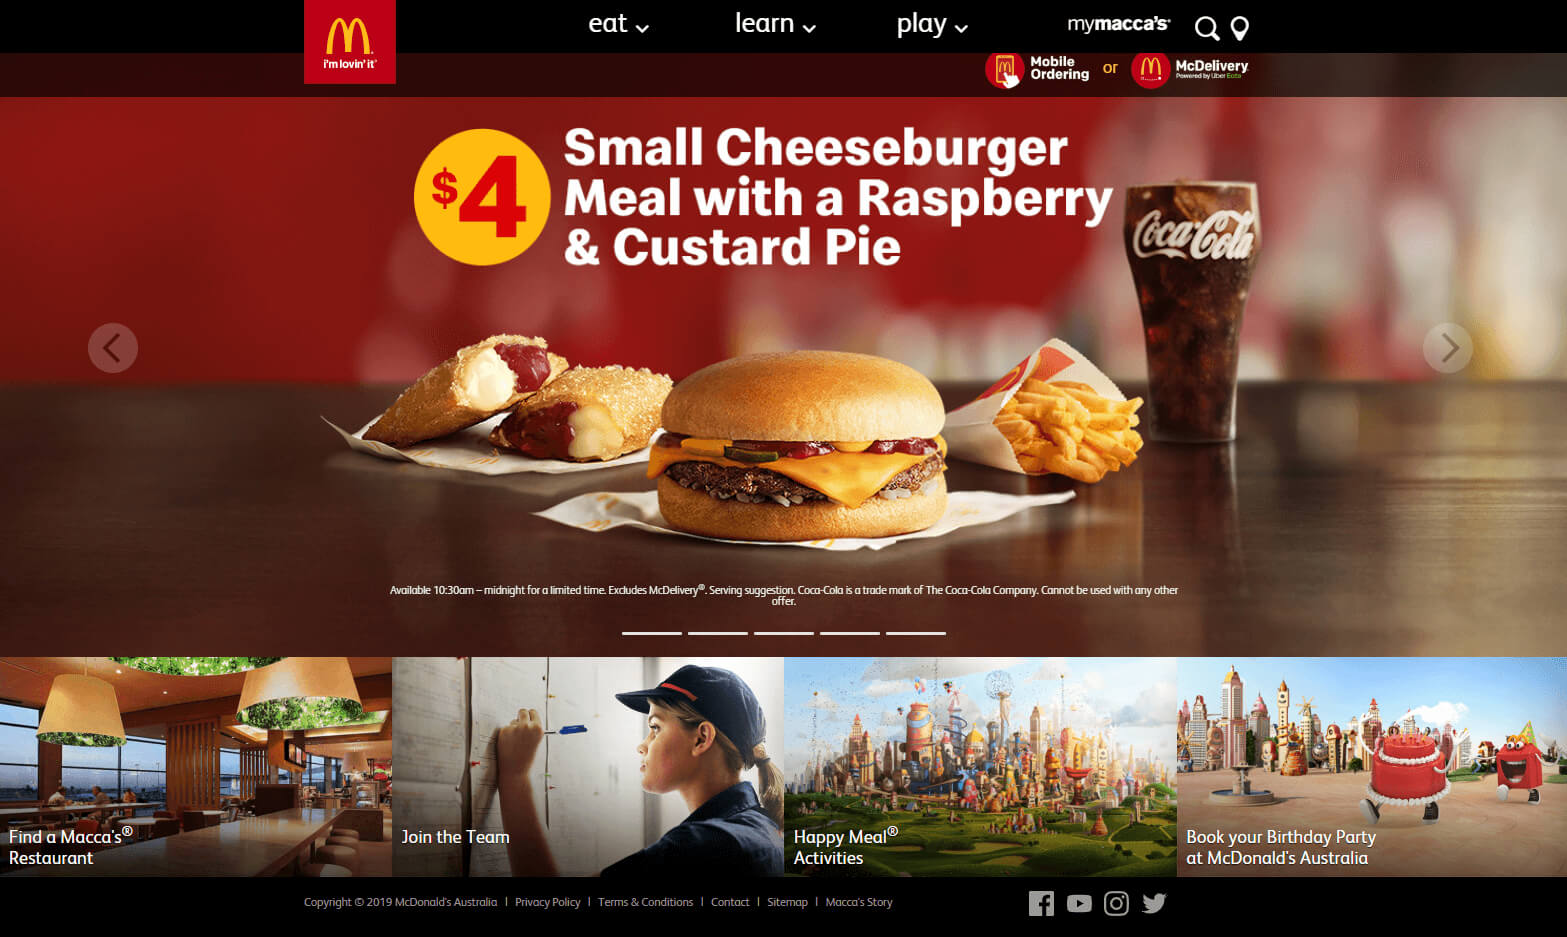 i'm lovin' it®
eat
learn
play
mymacca's®
Mobile
Ordering
or
McDelivery
Powered by Uber Eats
$4
Small Cheeseburger
Meal with a Raspberry
& Custard Pie
Coca-Cola
Available 10:30am – midnight for a limited time. Excludes McDelivery®. Serving suggestion. Coca-Cola is a trade mark of The Coca-Cola Company. Cannot be used with any other
offer.
Find a Macca's®
Restaurant
Join the Team
Happy Meal®
Activities
Book your Birthday Party
at McDonald's Australia
Copyright © 2019 McDonald's Australia | Privacy Policy | Terms & Conditions | Contact | Sitemap | Macca's Story